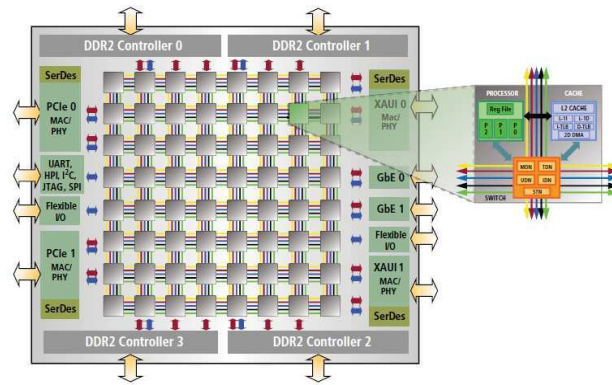 DDR2 Controller 0
DDR2 Controller 1
SerDes
PCIe 0
MAC/
PHY
UART,
HPI, I²C,
JTAG, SPI
Flexible
I/O
PCIe 1
MAC/
PHY
SerDes
SerDes
XAUI 0
MAC/
PHY
GbE 0
GbE 1
Flexible
I/O
XAUI 1
MAC/
PHY
SerDes
DDR2 Controller 3
DDR2 Controller 2
PROCESSOR
Reg File
P
2
P
1
P
0
CACHE
L2 CACHE
L-1I
L-1D
I-TLB
D-TLB
2D DMA
MDN
TDN
UDN
IDN
STN
SWITCH